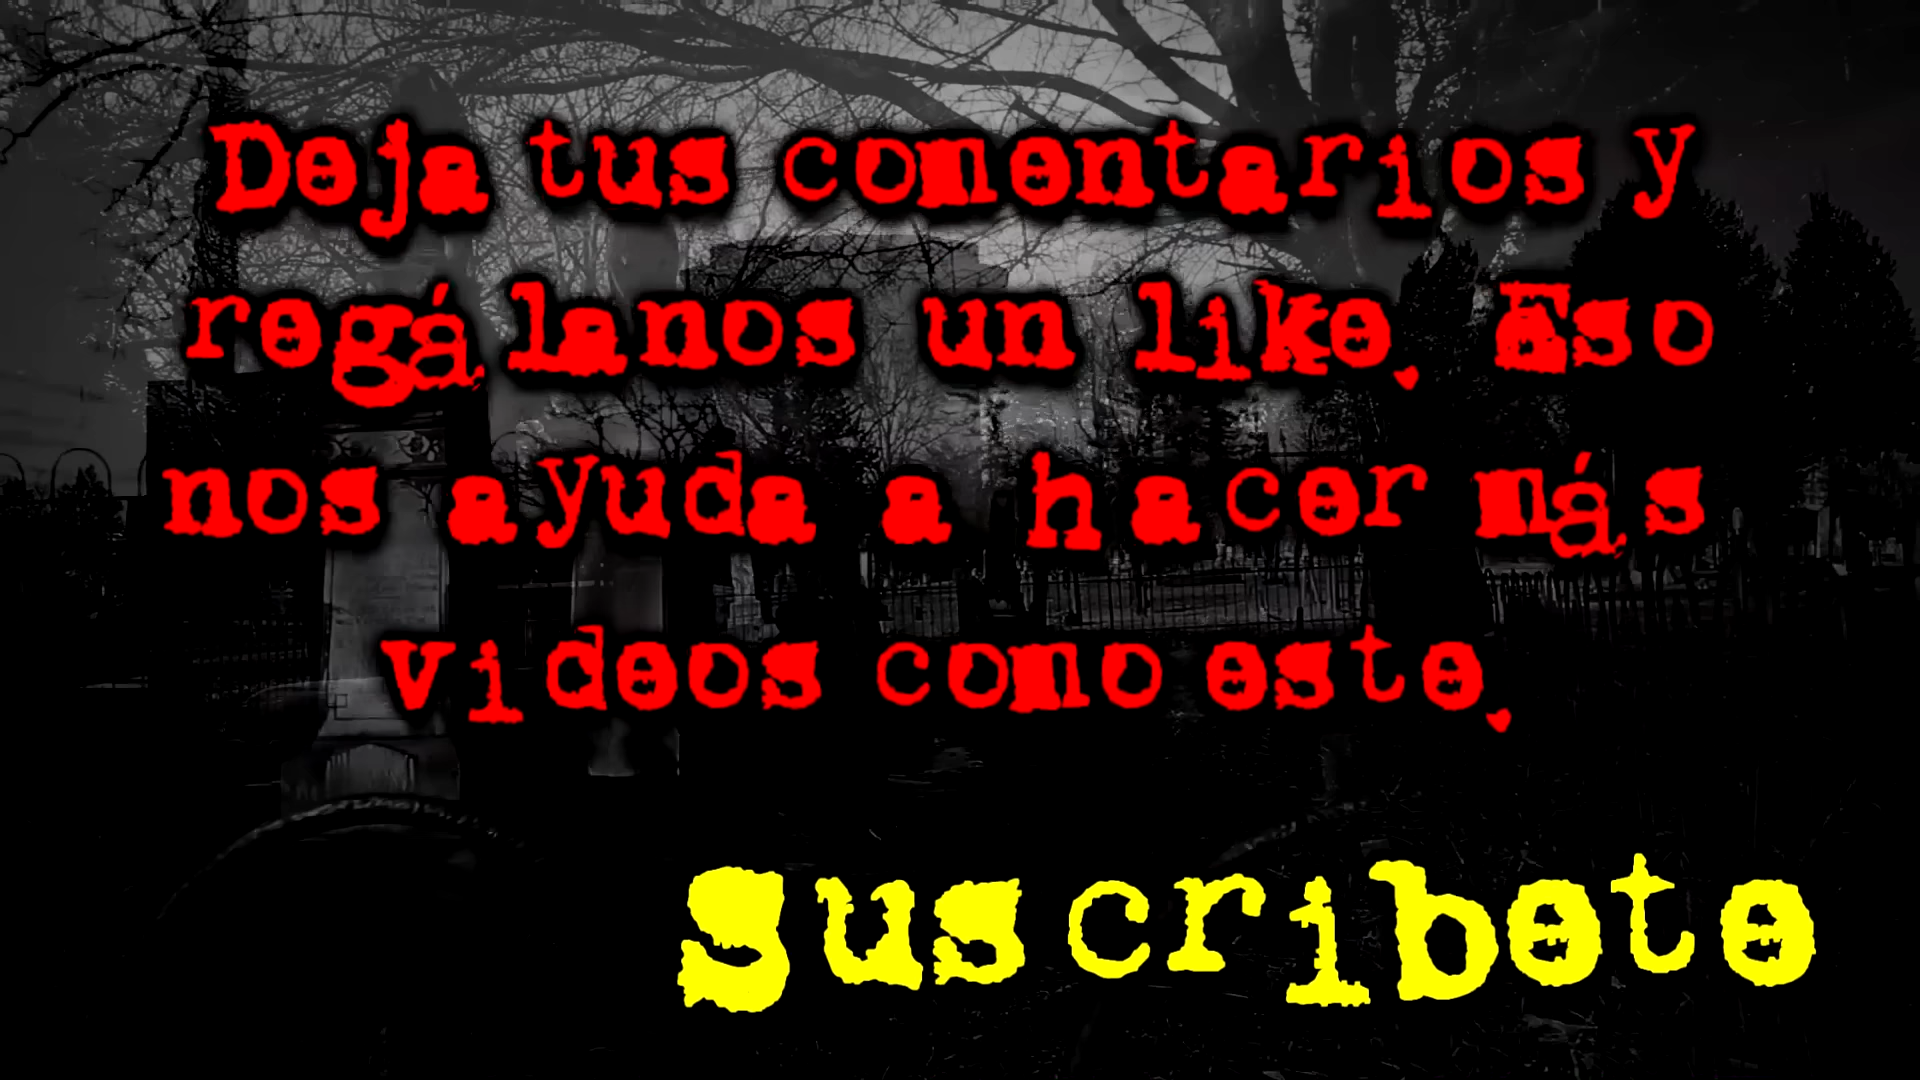 Deja tus comentarios y
regálanos un like. Eso
nos ayuda a hacer más
videos como este.
Suscribete